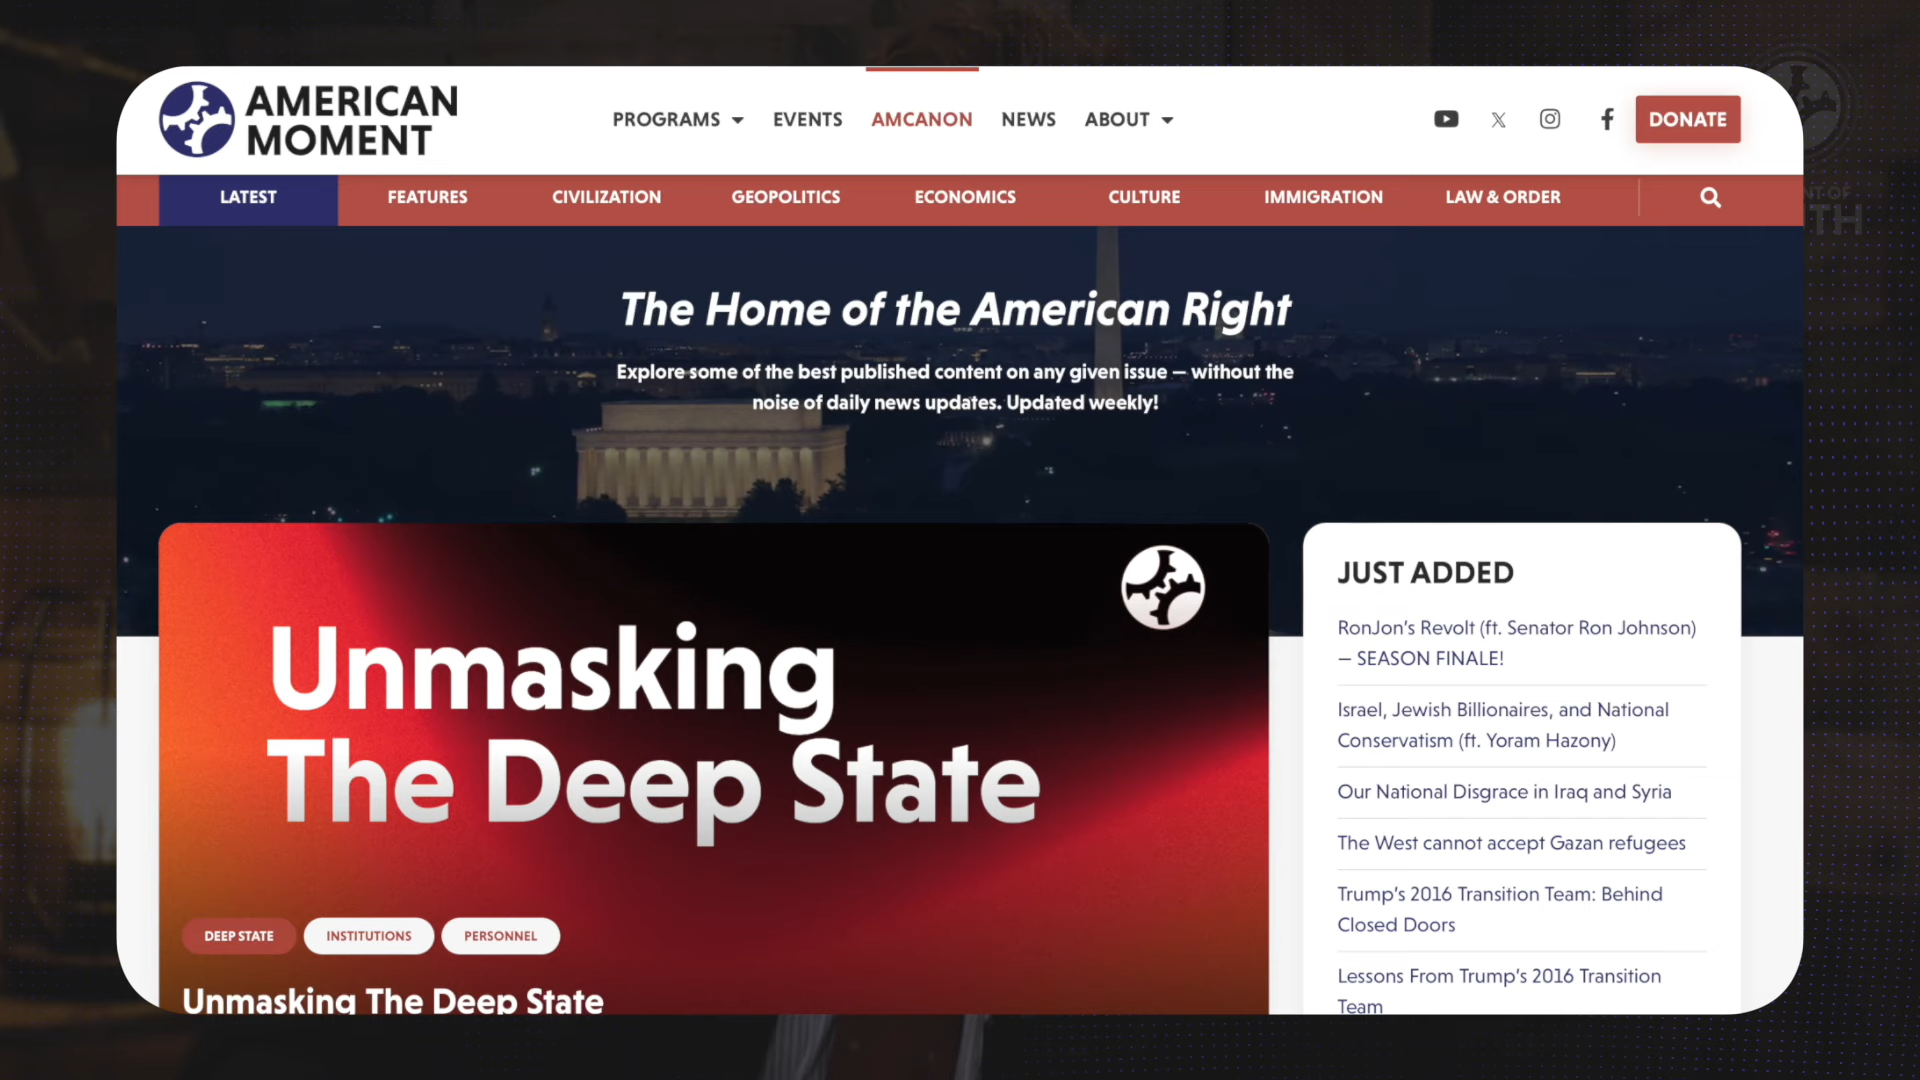 AMERICAN
MOMENT
PROGRAMS
EVENTS
AMCANON
NEWS
ABOUT
DONATE
LATEST
FEATURES
CIVILIZATION
GEOPOLITICS
ECONOMICS
CULTURE
IMMIGRATION
LAW & ORDER
The Home of the American Right
Explore some of the best published content on any given issue – without the
noise of daily news updates. Updated weekly!
Unmasking
The Deep State
DEEP STATE
INSTITUTIONS
PERSONNEL
Unmasking The Deep State
JUST ADDED
RonJon's Revolt (ft. Senator Ron Johnson)
– SEASON FINALE!
Israel, Jewish Billionaires, and National
Conservatism (ft. Yoram Hazony)
Our National Disgrace in Iraq and Syria
The West cannot accept Gazan refugees
Trump's 2016 Transition Team: Behind
Closed Doors
Lessons From Trump's 2016 Transition
Team